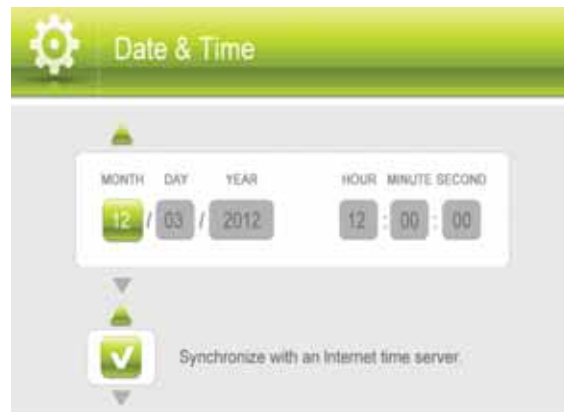 Date & Time
MONTH DAY YEAR HOUR MINUTE SECOND
12 / 03 / 2012 12 : 00 : 00
Synchronize with an Internet time server